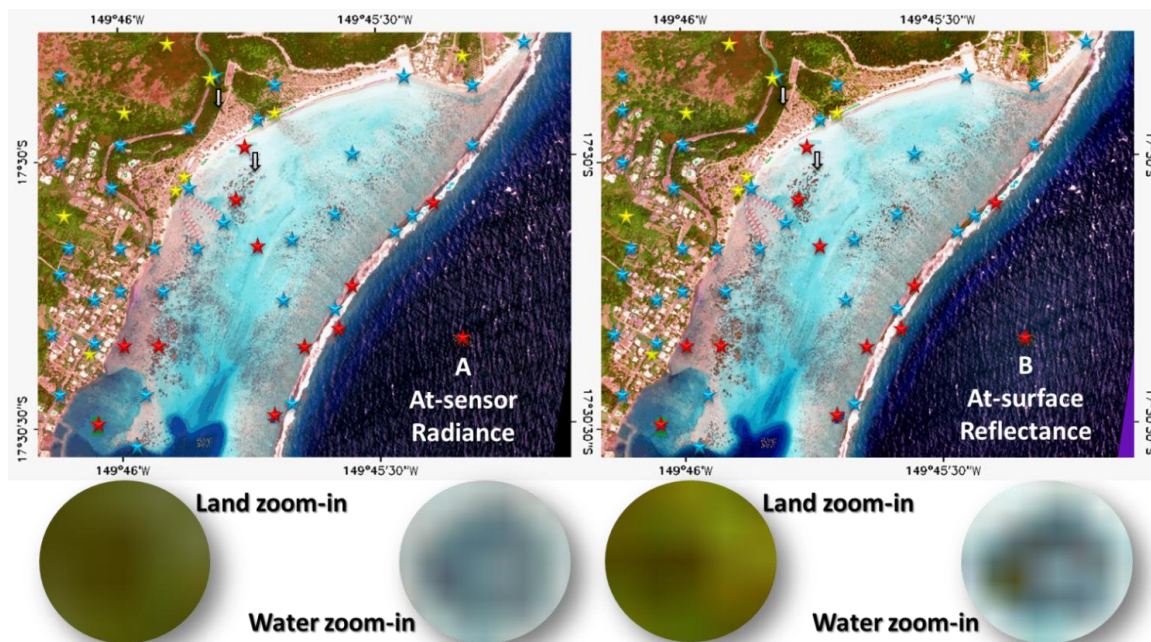 149°46'W
149°45'30"W
149°46'W
149°45'30"W
17°30'S
17°30'S
17°30'30"S
17°30'30"S
A
At-sensor
Radiance
B
At-surface
Reflectance
149°46'W
149°45'30"W
149°46'W
149°45'30"W
Land zoom-in
Water zoom-in
Land zoom-in
Water zoom-in